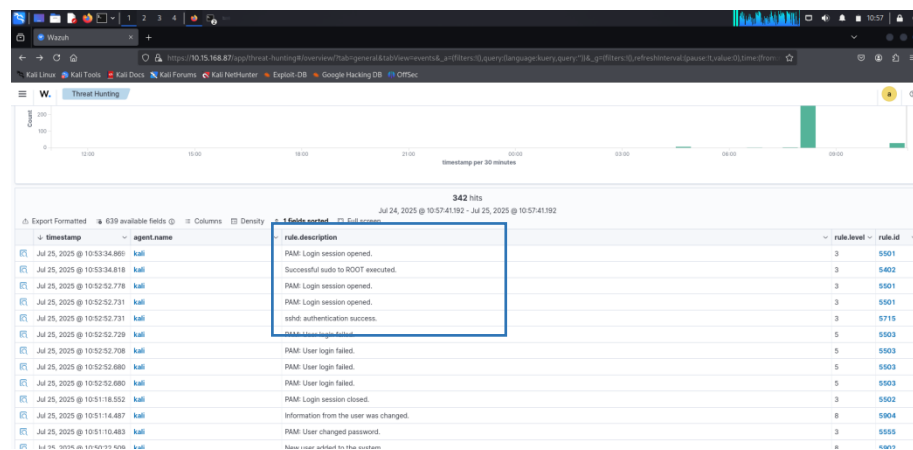 1 2 3 4
10:57
Wazuh × +
https://10.15.168.87/app/threat-hunting#/overview/?tab=general&tabView=events&_a=(filters:!(),query:(language:kuery,query:''))&_g=(filters:!(),refreshInterval:(pause:!t,value:0),time:(from:
Kali Linux Kali Tools Kali Docs Kali Forums Kali NetHunter Exploit-DB Google Hacking DB OffSec
W. Threat Hunting a
200
100
0
12:00 15:00 18:00 21:00 00:00 03:00 06:00 09:00
timestamp per 30 minutes
342 hits
Jul 24, 2025 @ 10:57:41.192 - Jul 25, 2025 @ 10:57:41.192
Export Formatted 639 available fields Columns Density 1 fields sorted Full screen
timestamp agent.name rule.description rule.level rule.id
Jul 25, 2025 @ 10:53:34.869 kali PAM: Login session opened. 3 5501
Jul 25, 2025 @ 10:53:34.818 kali Successful sudo to ROOT executed. 3 5402
Jul 25, 2025 @ 10:52:52.778 kali PAM: Login session opened. 3 5501
Jul 25, 2025 @ 10:52:52.731 kali PAM: Login session opened. 3 5501
Jul 25, 2025 @ 10:52:52.731 kali sshd: authentication success. 3 5715
Jul 25, 2025 @ 10:52:52.729 kali PAM: User login failed. 5 5503
Jul 25, 2025 @ 10:52:52.708 kali PAM: User login failed. 5 5503
Jul 25, 2025 @ 10:52:52.680 kali PAM: User login failed. 5 5503
Jul 25, 2025 @ 10:52:52.680 kali PAM: User login failed. 5 5503
Jul 25, 2025 @ 10:51:18.552 kali PAM: Login session closed. 3 5502
Jul 25, 2025 @ 10:51:14.487 kali Information from the user was changed. 8 5904
Jul 25, 2025 @ 10:51:10.483 kali PAM: User changed password. 3 5555
Jul 25, 2025 @ 10:50:22.509 kali New user added to the system. 8 5902